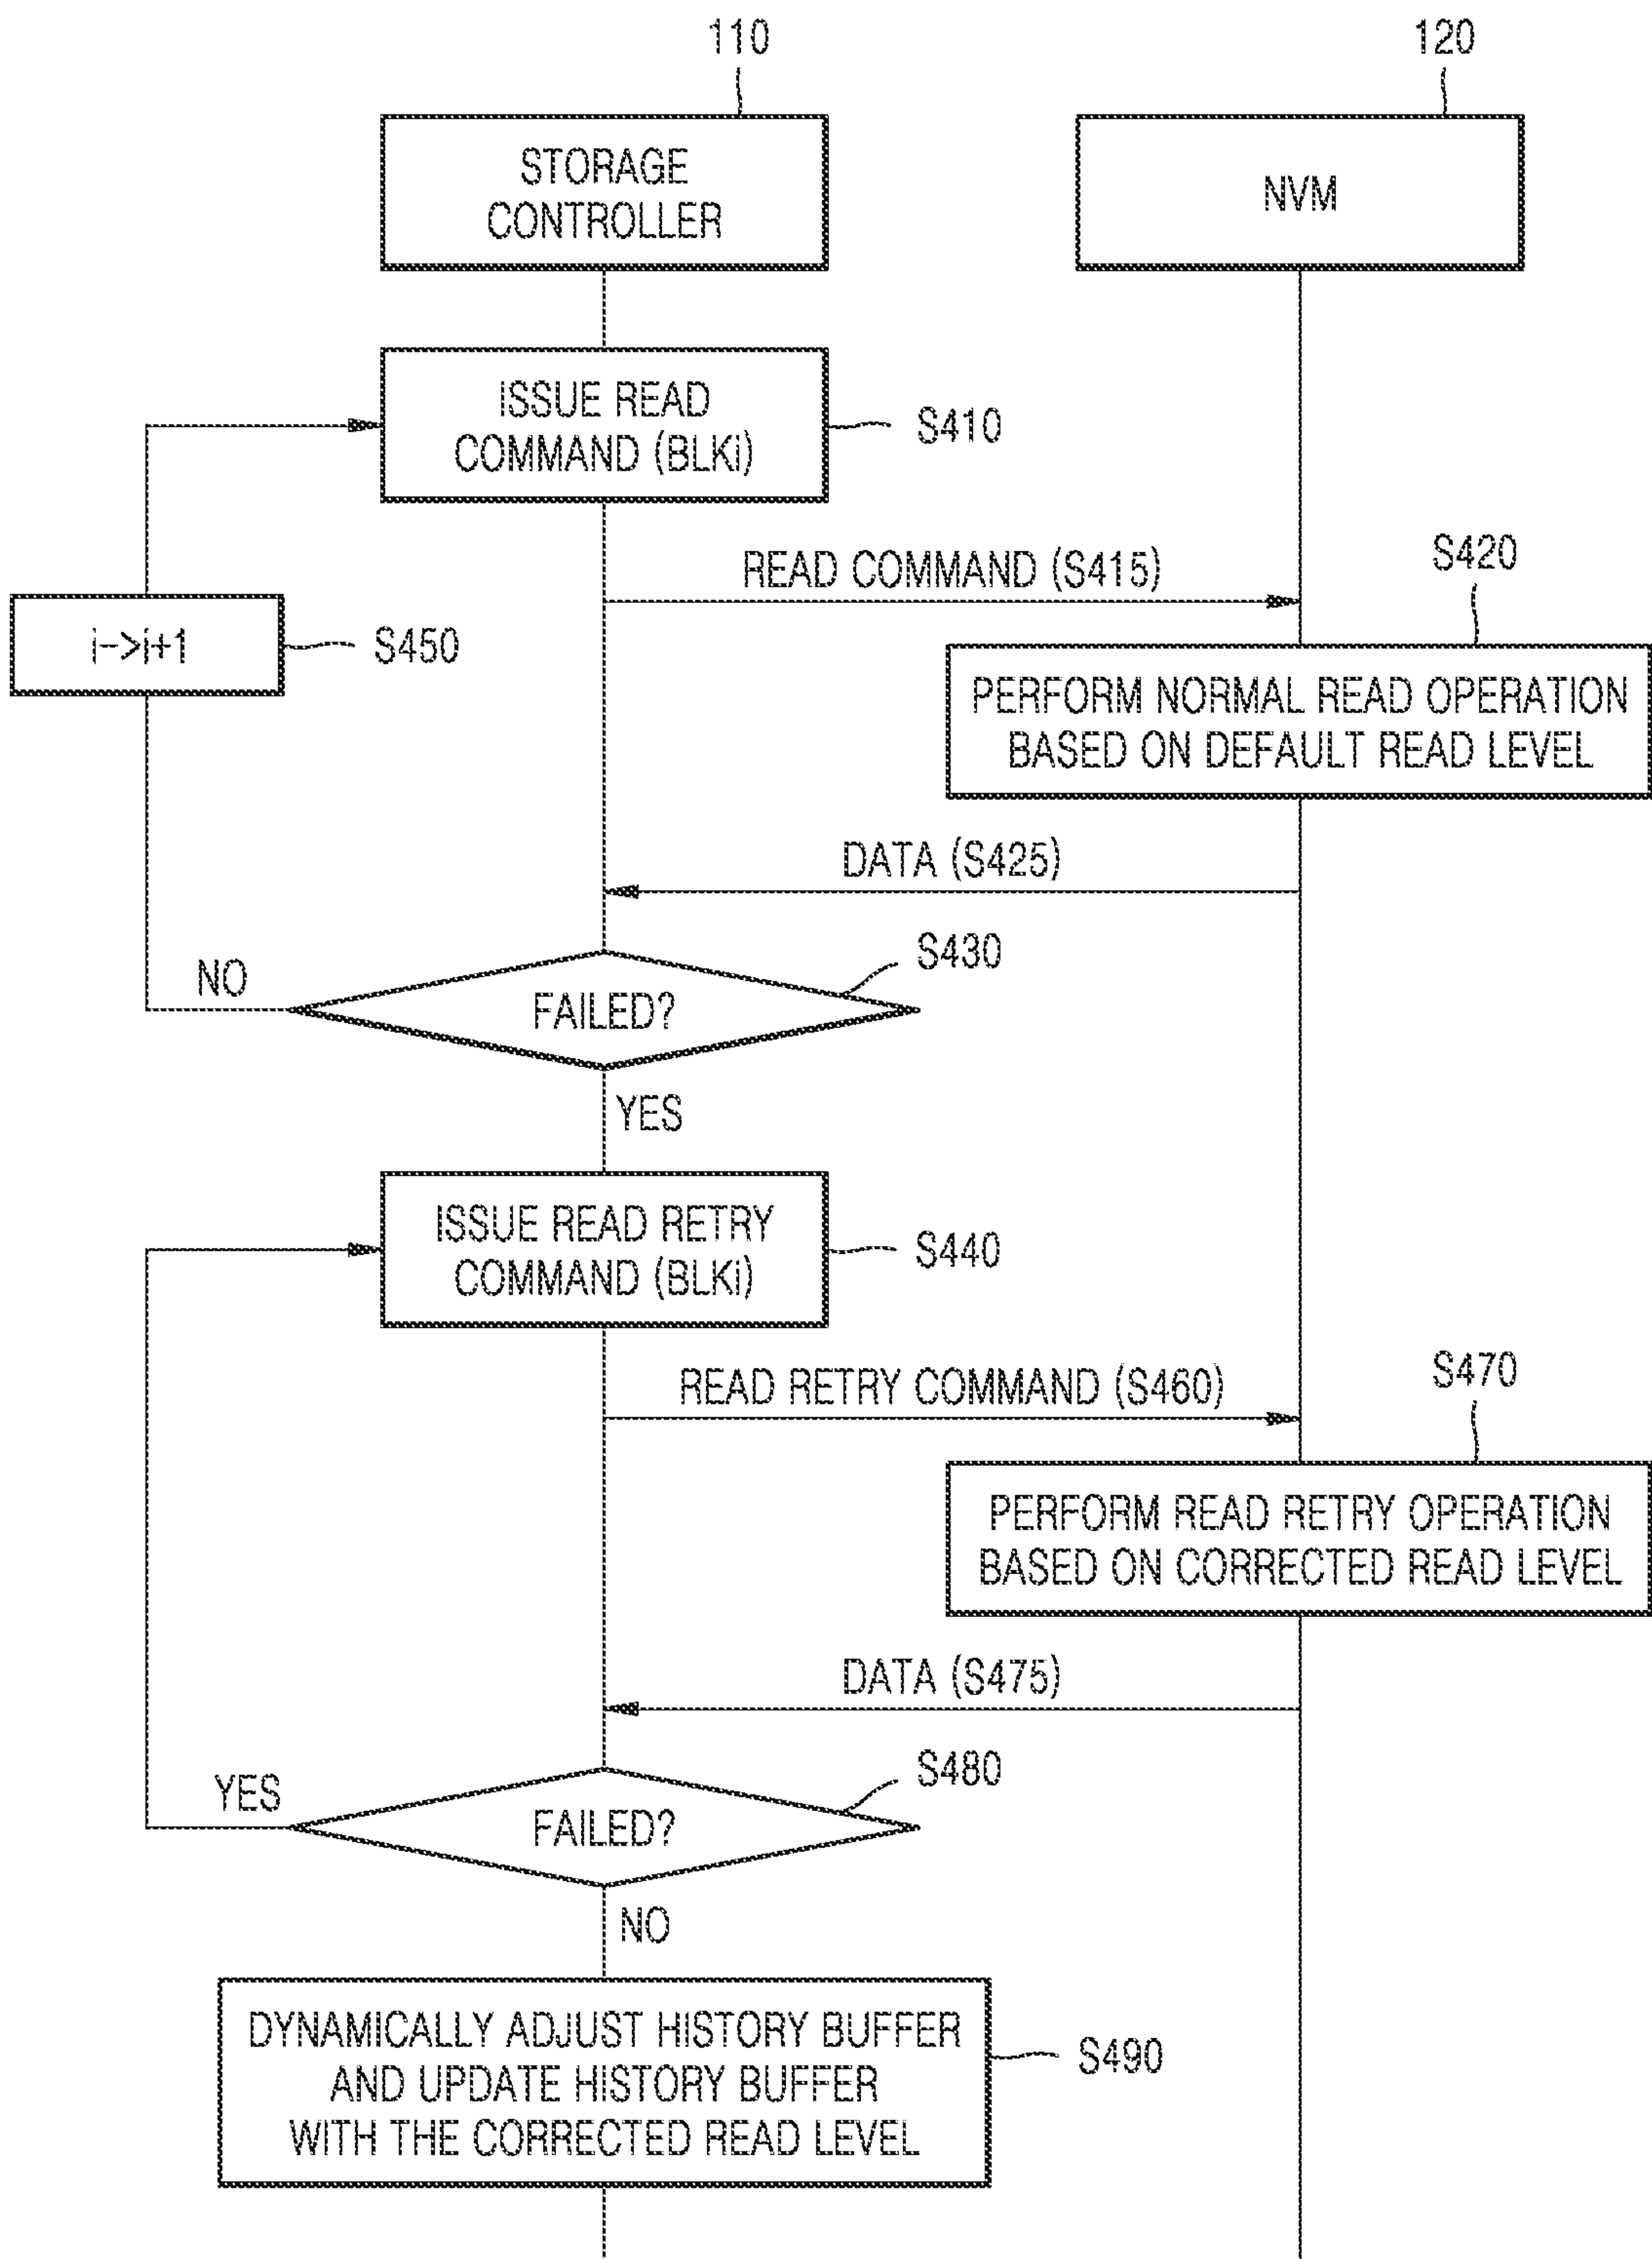 110
120
STORAGE
CONTROLLER
NVM
ISSUE READ
COMMAND (BLKi)
S410
READ COMMAND (S415)
S420
i->i+1
S450
PERFORM NORMAL READ OPERATION
BASED ON DEFAULT READ LEVEL
DATA (S425)
S430
NO
FAILED?
YES
ISSUE READ RETRY
COMMAND (BLKi)
S440
READ RETRY COMMAND (S460)
S470
PERFORM READ RETRY OPERATION
BASED ON CORRECTED READ LEVEL
DATA (S475)
S480
YES
FAILED?
NO
DYNAMICALLY ADJUST HISTORY BUFFER
AND UPDATE HISTORY BUFFER
WITH THE CORRECTED READ LEVEL
S490